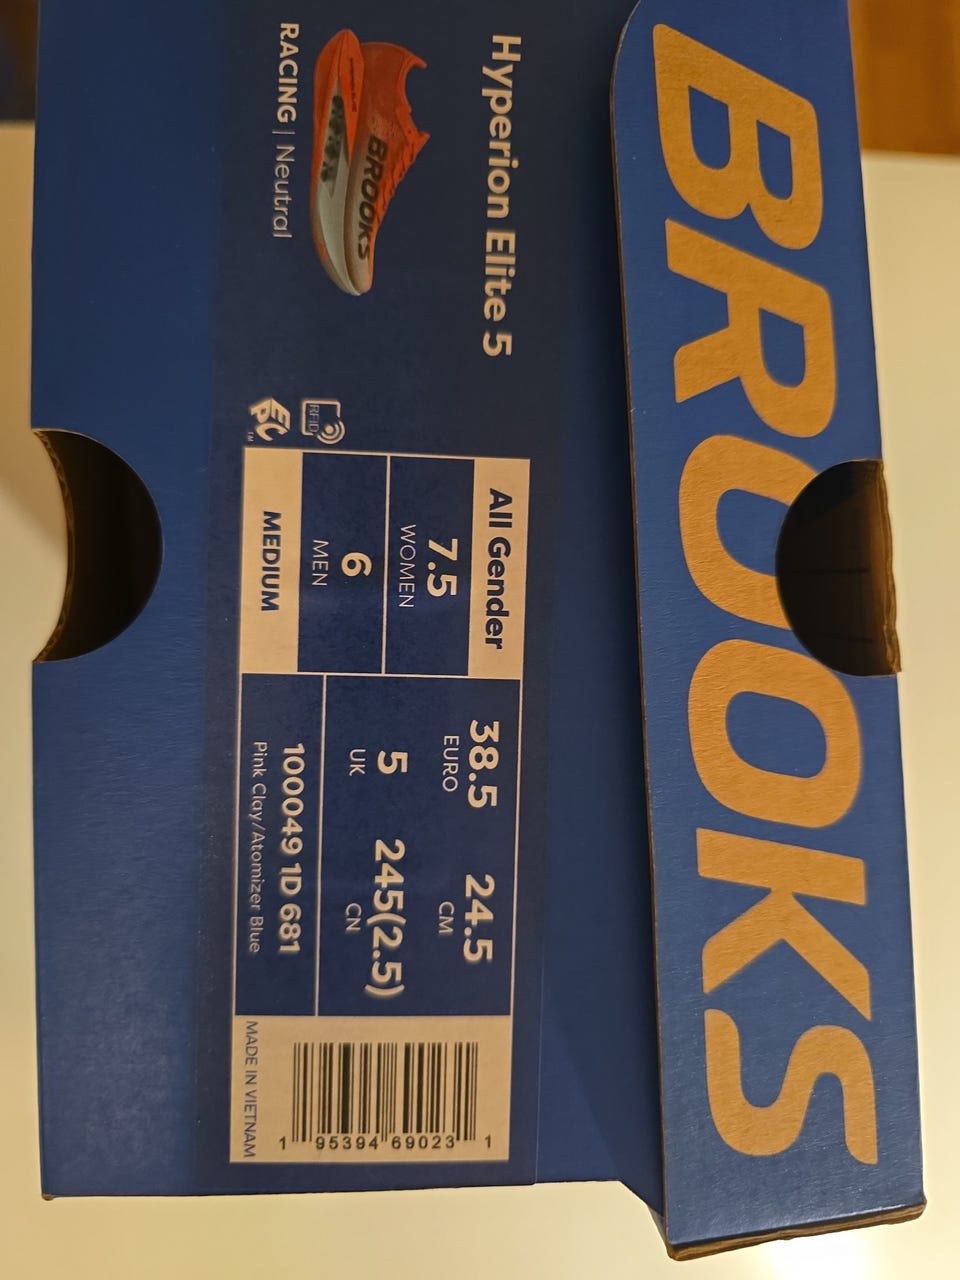 BROOKS
Hyperion Elite 5
BROOKS
RACING | Neutral
RFID
EPC™
All Gender
7.5
WOMEN
6
MEN
MEDIUM
38.5
EURO
24.5
CM
5
UK
245(2.5)
CN
100049 1D 681
Pink Clay/Atomizer Blue
1 95394 69023 1
MADE IN VIETNAM